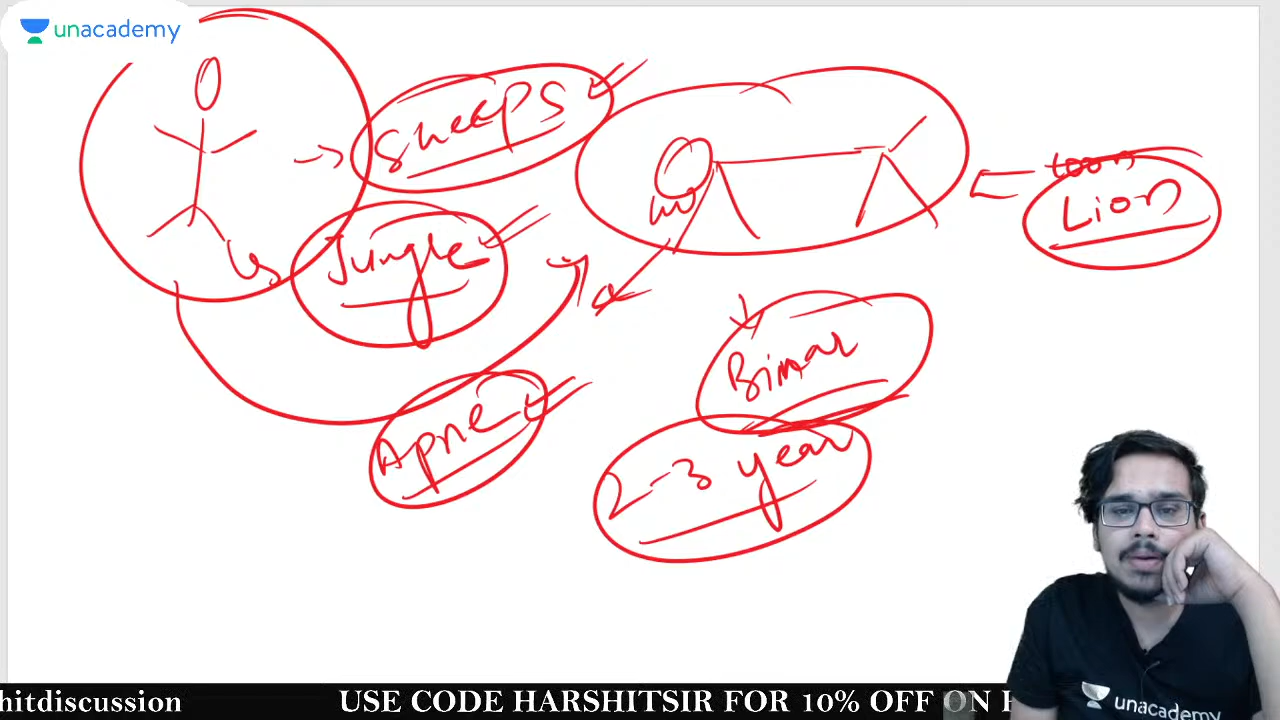 unacademy
Sheeps
Jungle
Lion
Bimar
Apne
2-3 year
unacademy
hitdiscussion USE CODE HARSHITSIR FOR 10% OFF ON